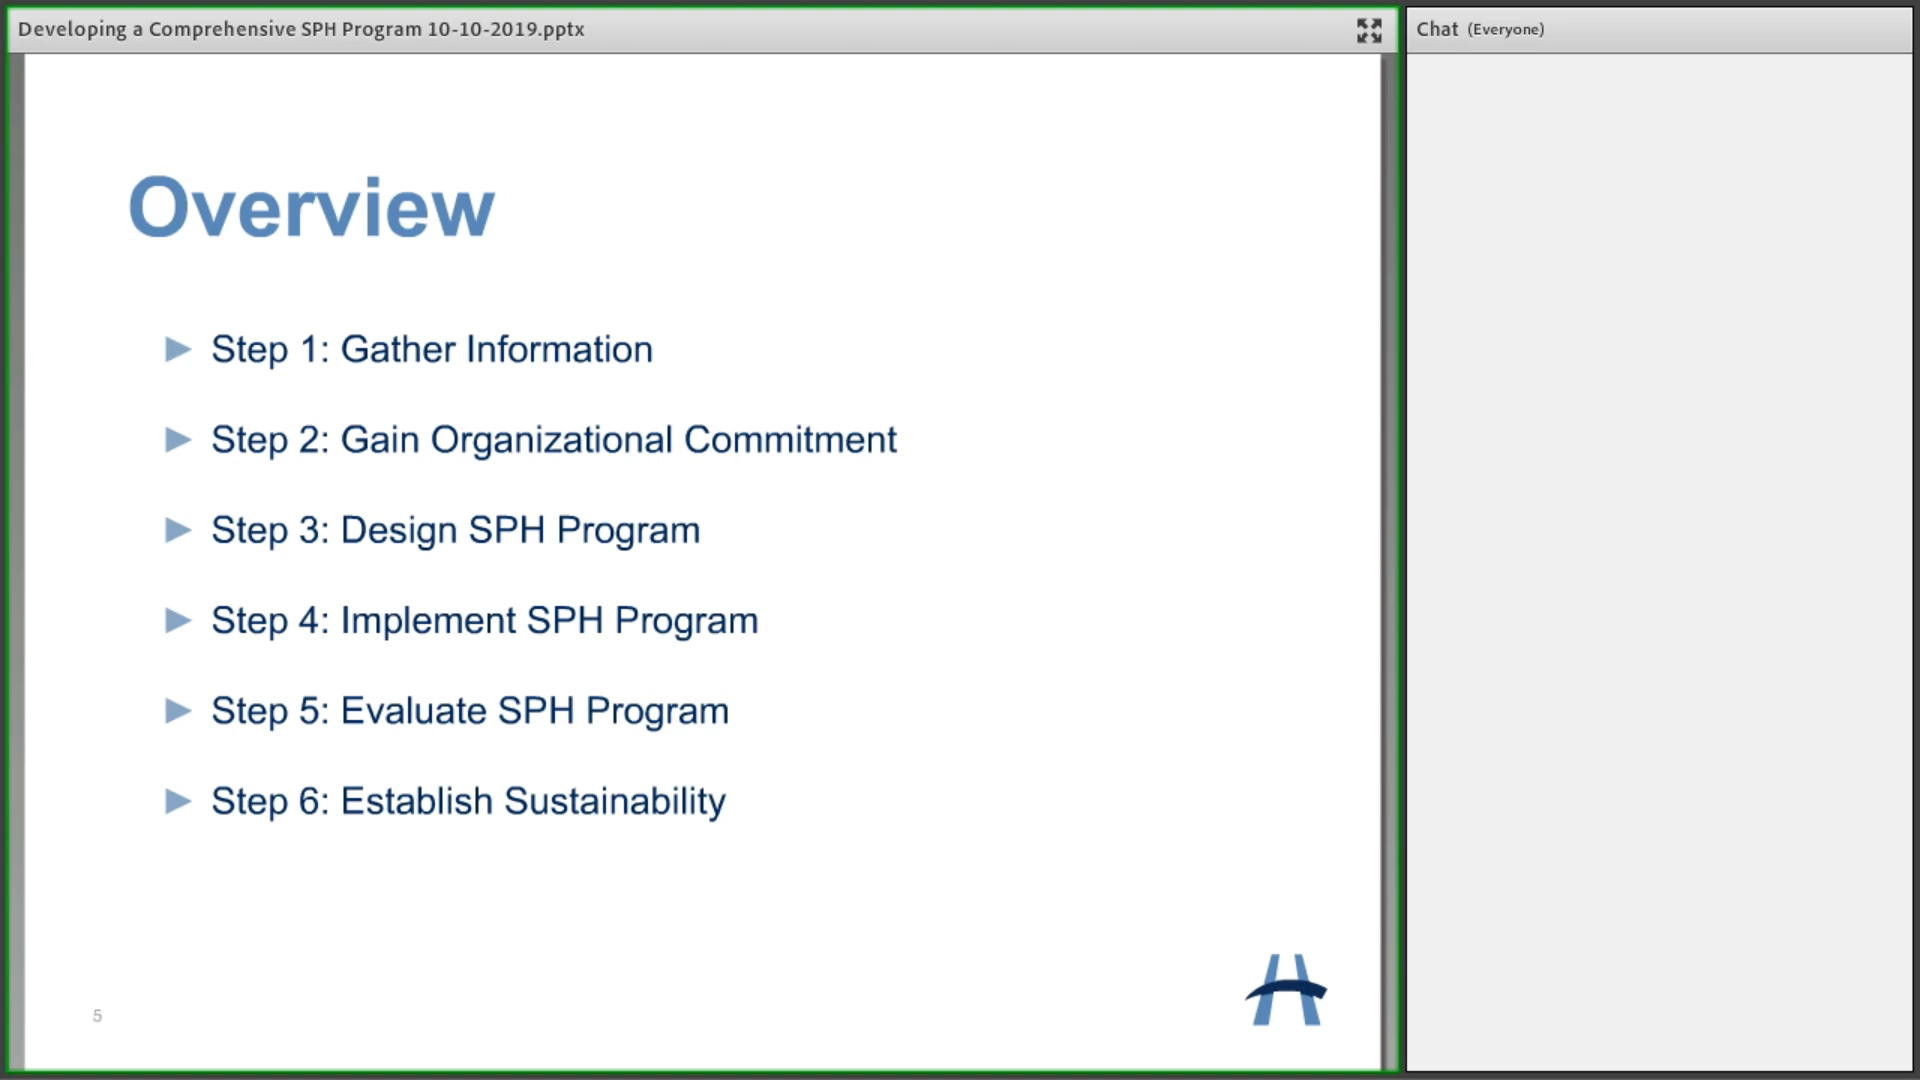 Developing a Comprehensive SPH Program 10-10-2019.pptx
Chat (Everyone)
Overview
Step 1: Gather Information
Step 2: Gain Organizational Commitment
Step 3: Design SPH Program
Step 4: Implement SPH Program
Step 5: Evaluate SPH Program
Step 6: Establish Sustainability
5